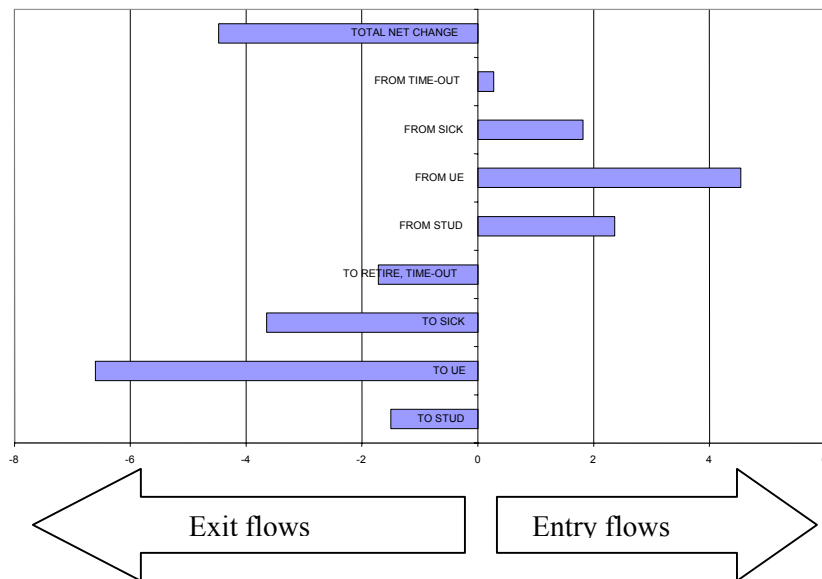 TOTAL NET CHANGE
FROM TIME-OUT
FROM SICK
FROM UE
FROM STUD
TO RETIRE, TIME-OUT
TO SICK
TO UE
TO STUD
-8 -6 -4 -2 0 2 4
Exit flows Entry flows